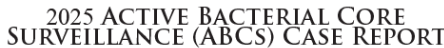 2025 Active Bacterial Core
Surveillance (ABCs) Case Report